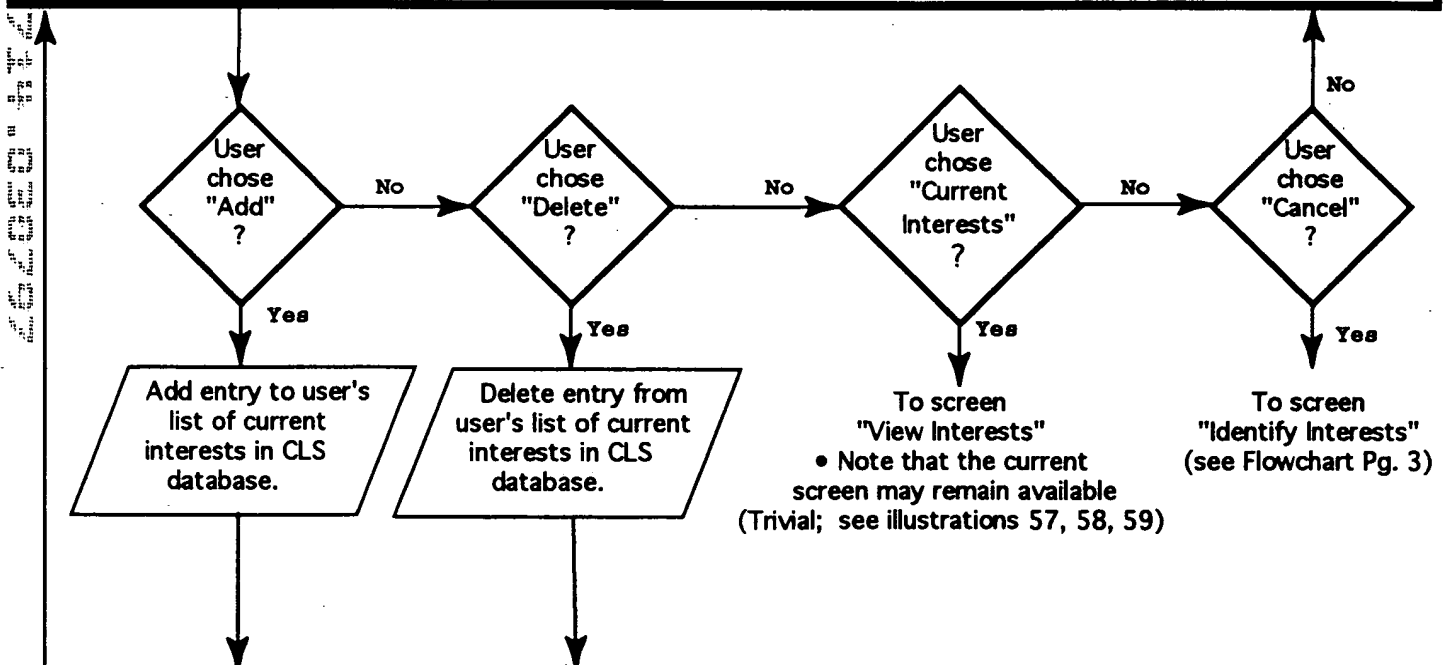 User
chose
"Add"
?
No
User
chose
"Delete"
?
No
User
chose
"Current
Interests"
?
No
User
chose
"Cancel"
?
No
Yes
Yes
Yes
Yes
Add entry to user's
list of current
interests in CLS
database.
Delete entry from
user's list of current
interests in CLS
database.
To screen
"View Interests"
• Note that the current
screen may remain available
(Trivial; see illustrations 57, 58, 59)
To screen
"Identify Interests"
(see Flowchart Pg. 3)